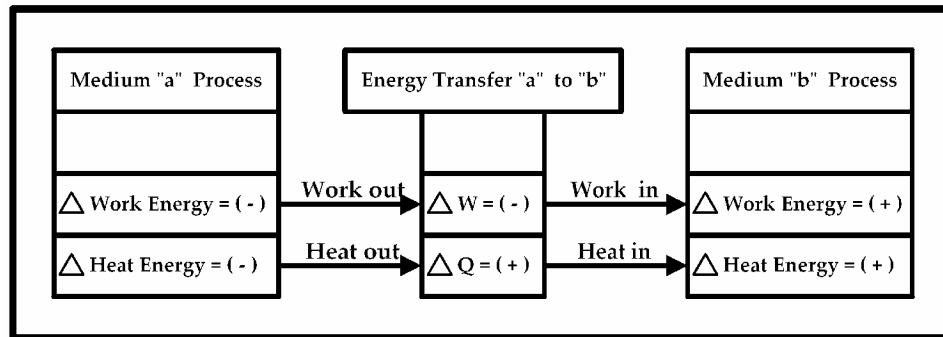 Medium "a" Process
Energy Transfer "a" to "b"
Medium "b" Process
△ Work Energy = ( - )
Work out
△ W = ( - )
Work in
△ Work Energy = ( + )
△ Heat Energy = ( - )
Heat out
△ Q = ( + )
Heat in
△ Heat Energy = ( + )